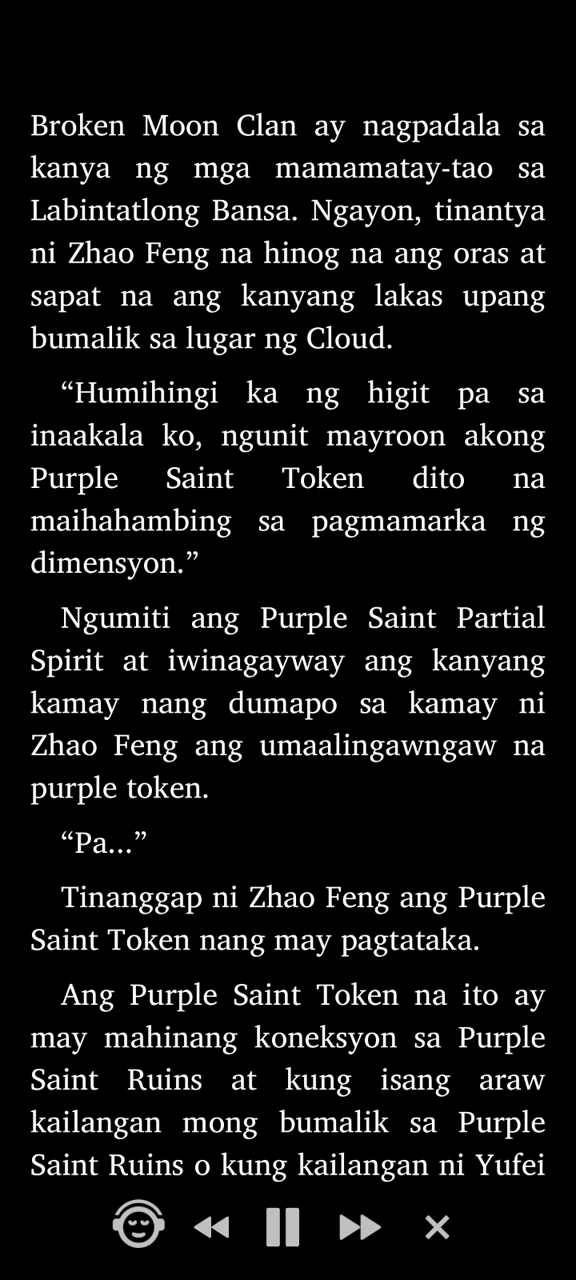 Broken Moon Clan ay nagpadala sa
kanya ng mga mamamatay-tao sa
Labintatlong Bansa. Ngayon, tinantya
ni Zhao Feng na hinog na ang oras at
sapat na ang kanyang lakas upang
bumalik sa lugar ng Cloud.
“Humihingi ka ng higit pa sa
inaakala ko, ngunit mayroon akong
Purple Saint Token dito na
maihahambing sa pagmamarka ng
dimensyon.”
Ngumiti ang Purple Saint Partial
Spirit at iwinagayway ang kanyang
kamay nang dumapo sa kamay ni
Zhao Feng ang umaalingawngaw na
purple token.
“Pa...”
Tinanggap ni Zhao Feng ang Purple
Saint Token nang may pagtataka.
Ang Purple Saint Token na ito ay
may mahinang koneksyon sa Purple
Saint Ruins at kung isang araw
kailangan mong bumalik sa Purple
Saint Ruins o kung kailangan ni Yufei